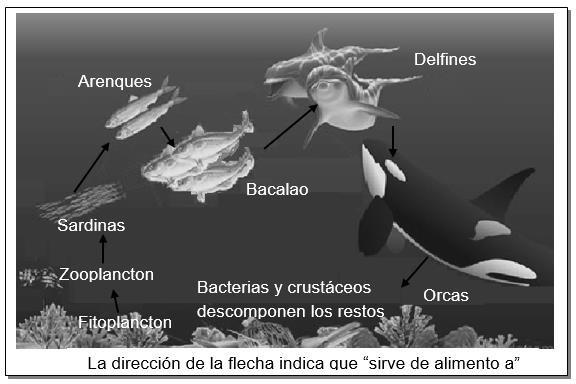 Arenques
Delfines
Bacalao
Sardinas
Zooplancton
Fitoplancton
Bacterias y crustáceos
descomponen los restos
Orcas
La dirección de la flecha indica que “sirve de alimento a”